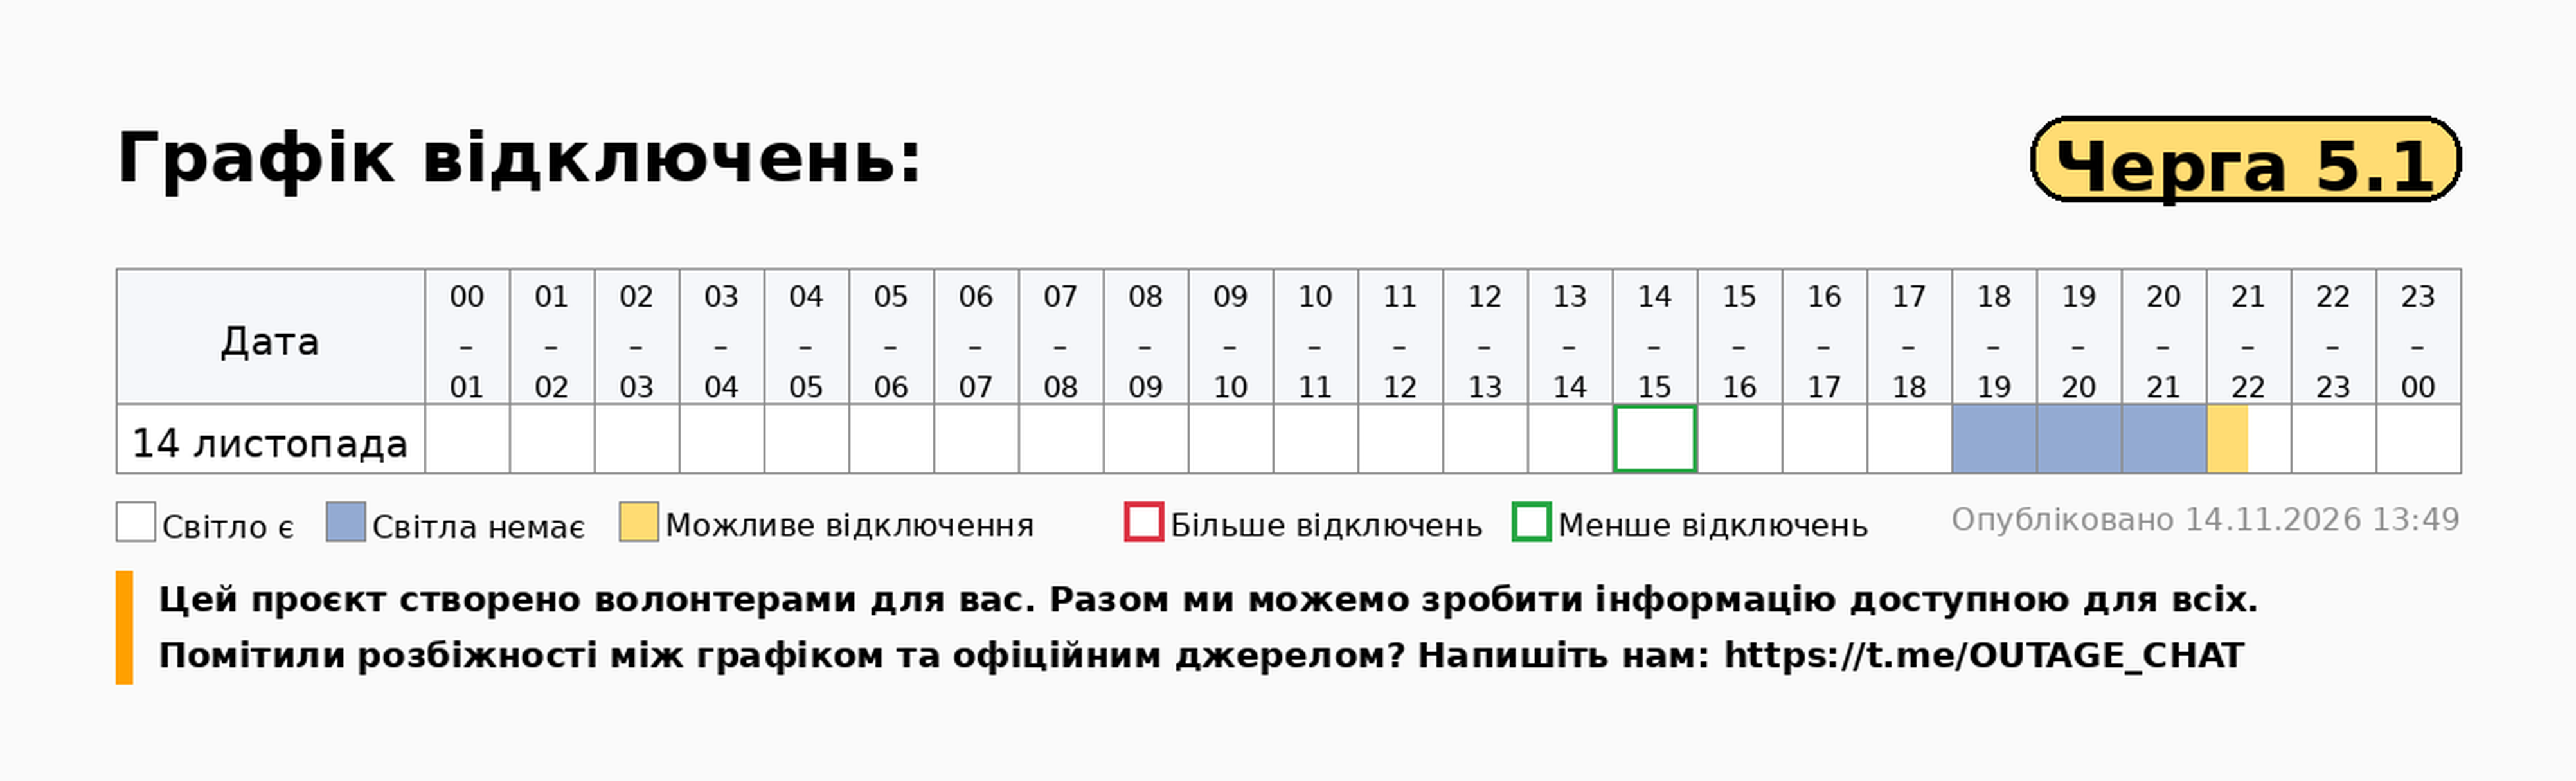 Графік відключень:
Черга 5.1
Дата
00 – 01
01 – 02
02 – 03
03 – 04
04 – 05
05 – 06
06 – 07
07 – 08
08 – 09
09 – 10
10 – 11
11 – 12
12 – 13
13 – 14
14 – 15
15 – 16
16 – 17
17 – 18
18 – 19
19 – 20
20 – 21
21 – 22
22 – 23
23 – 00
14 листопада
Світло є
Світла немає
Можливе відключення
Більше відключень
Менше відключень
Опубліковано 14.11.2026 13:49
Цей проєкт створено волонтерами для вас. Разом ми можемо зробити інформацію доступною для всіх.
Помітили розбіжності між графіком та офіційним джерелом? Напишіть нам: https://t.me/OUTAGE_CHAT